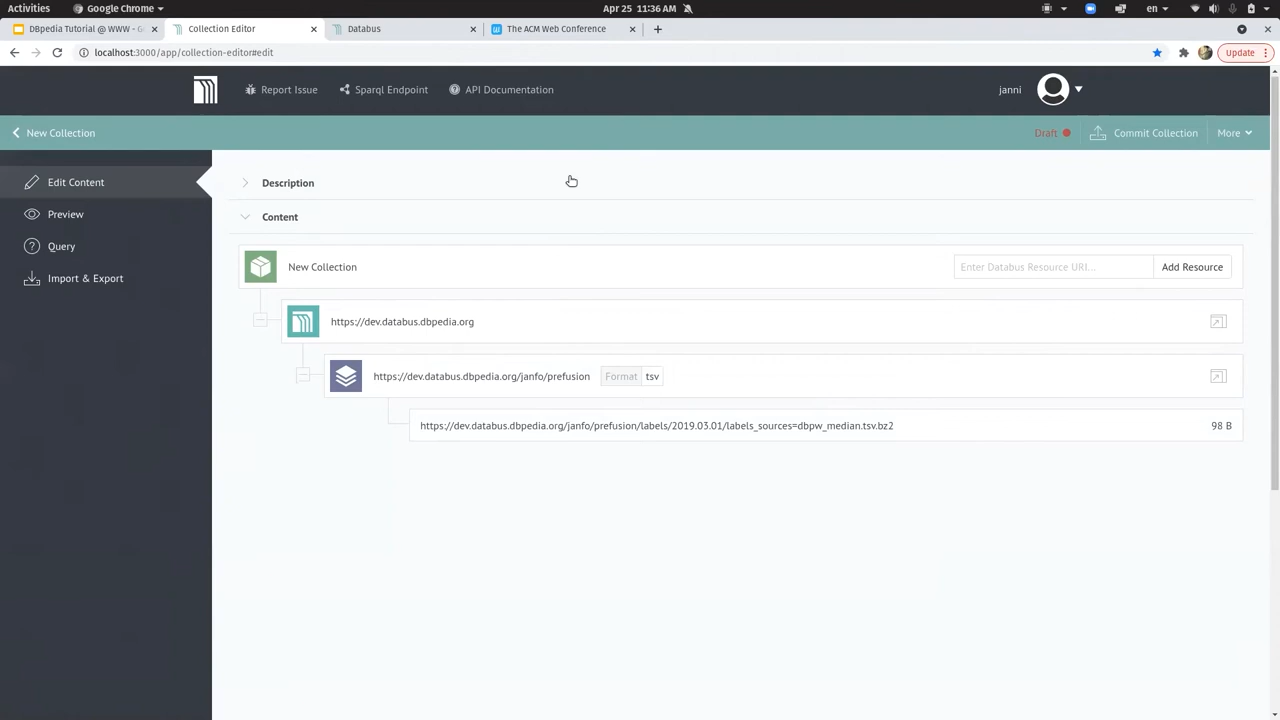 Activities Google Chrome Apr 25 11:36 AM en
DBpedia Tutorial @ WWW - G Collection Editor Databus The ACM Web Conference
localhost:3000/app/collection-editor#edit Update
Report Issue Sparql Endpoint API Documentation janni
New Collection Draft Commit Collection More
Edit Content
Preview
Query
Import & Export
Description
Content
New Collection Enter Databus Resource URI... Add Resource
https://dev.databus.dbpedia.org
https://dev.databus.dbpedia.org/janfo/prefusion Format tsv
https://dev.databus.dbpedia.org/janfo/prefusion/labels/2019.03.01/labels_sources=dbpw_median.tsv.bz2 98 B